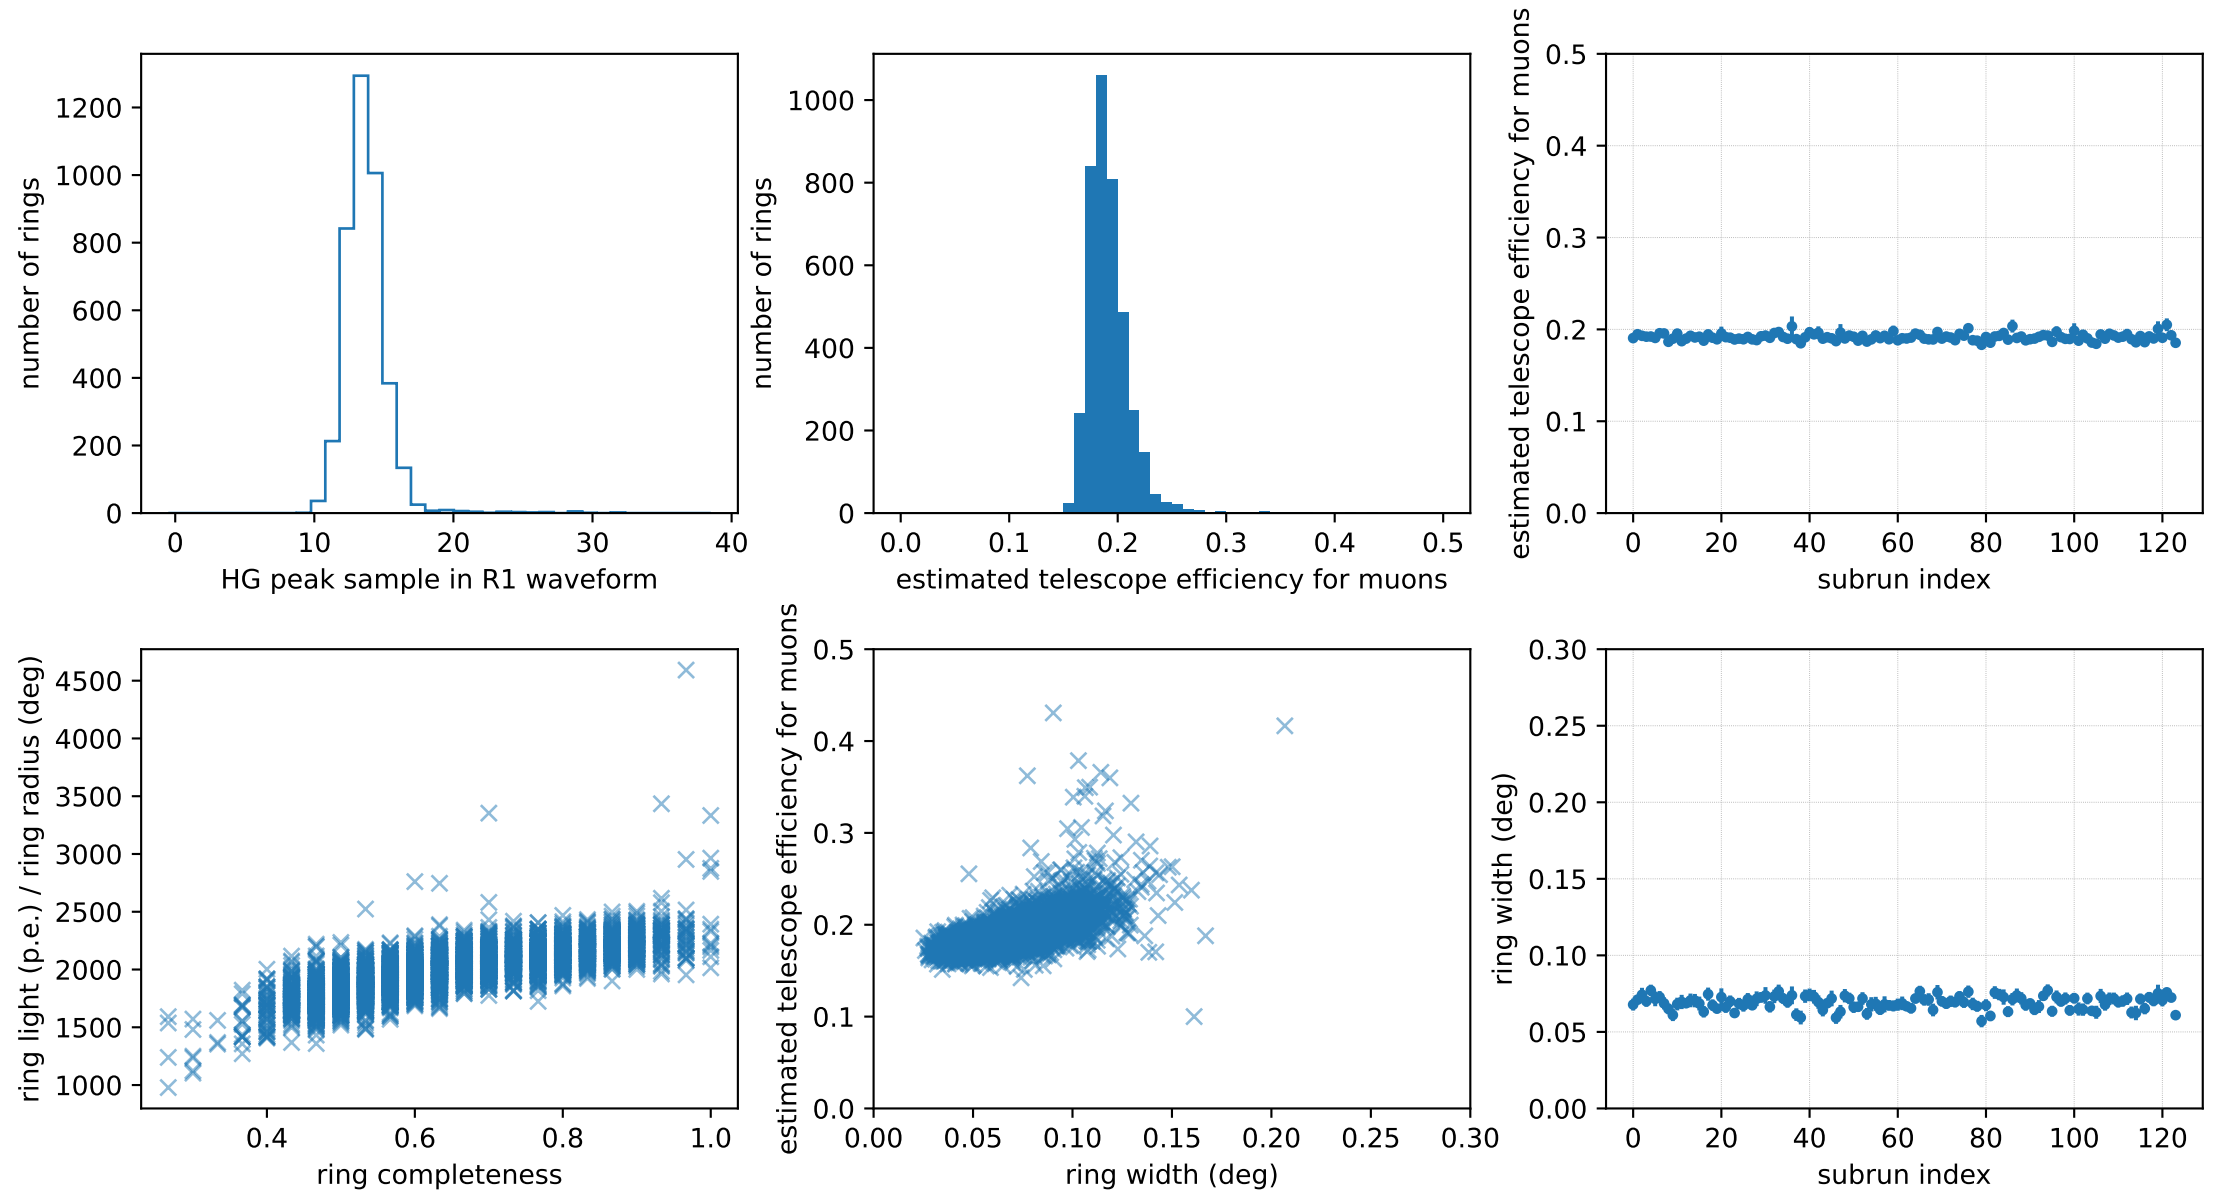 number of rings
1200
1000
800
600
400
200
0
0 10 20 30 40
HG peak sample in R1 waveform
number of rings
1000
800
600
400
200
0
0.0 0.1 0.2 0.3 0.4 0.5
estimated telescope efficiency for muons
estimated telescope efficiency for muons
0.5
0.4
0.3
0.2
0.1
0.0
0 20 40 60 80 100 120
subrun index
ring light (p.e.) / ring radius (deg)
4500
4000
3500
3000
2500
2000
1500
1000
0.4 0.6 0.8 1.0
ring completeness
estimated telescope efficiency for muons
0.5
0.4
0.3
0.2
0.1
0.0
0.00 0.05 0.10 0.15 0.20 0.25 0.30
ring width (deg)
ring width (deg)
0.30
0.25
0.20
0.15
0.10
0.05
0.00
0 20 40 60 80 100 120
subrun index